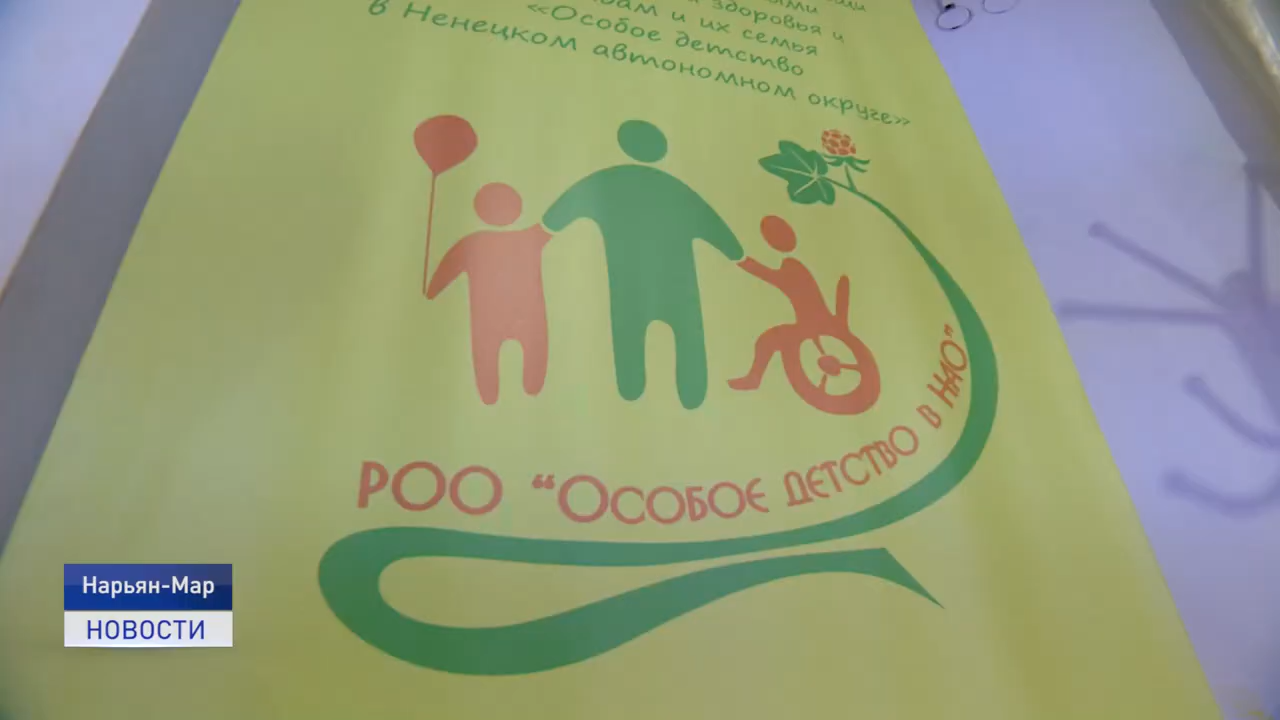 здоровья и
и их семья
«Особое детство
в Ненецком автономном округе»
РОО “Особое детство в НАО”
Нарьян-Мар
НОВОСТИ